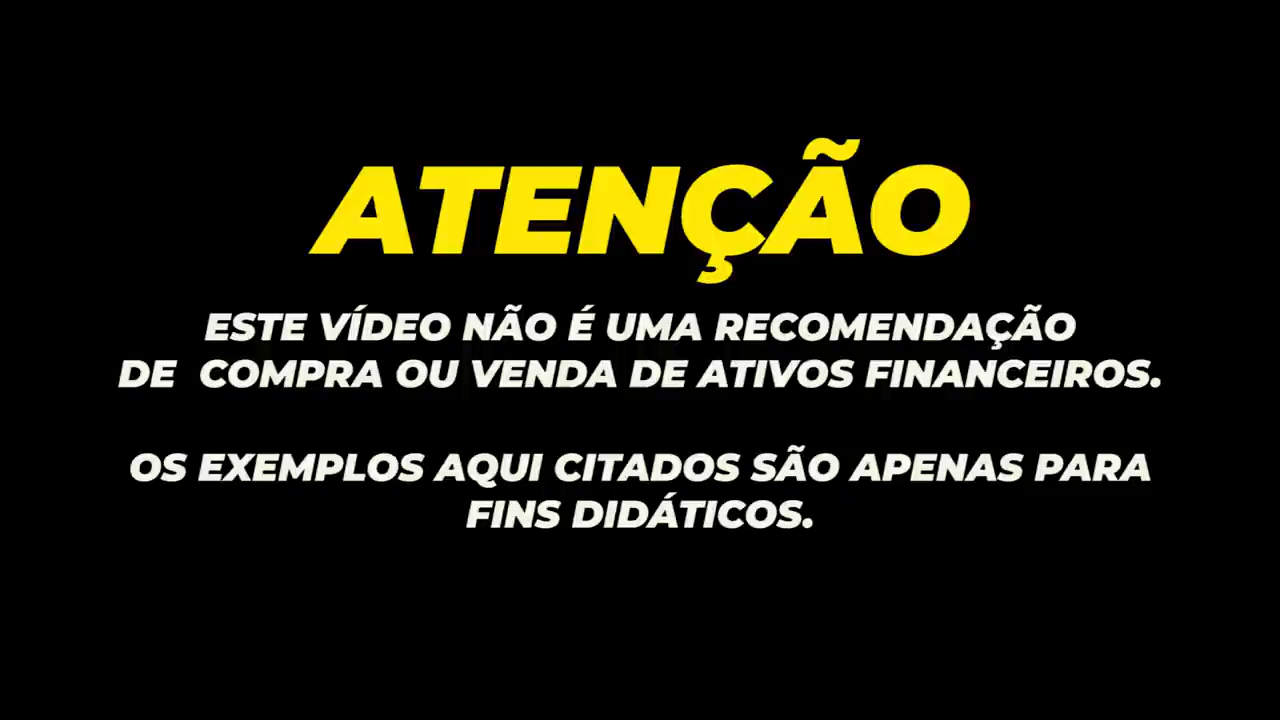 ATENÇÃO
ESTE VÍDEO NÃO É UMA RECOMENDAÇÃO
DE  COMPRA OU VENDA DE ATIVOS FINANCEIROS.
OS EXEMPLOS AQUI CITADOS SÃO APENAS PARA
FINS DIDÁTICOS.